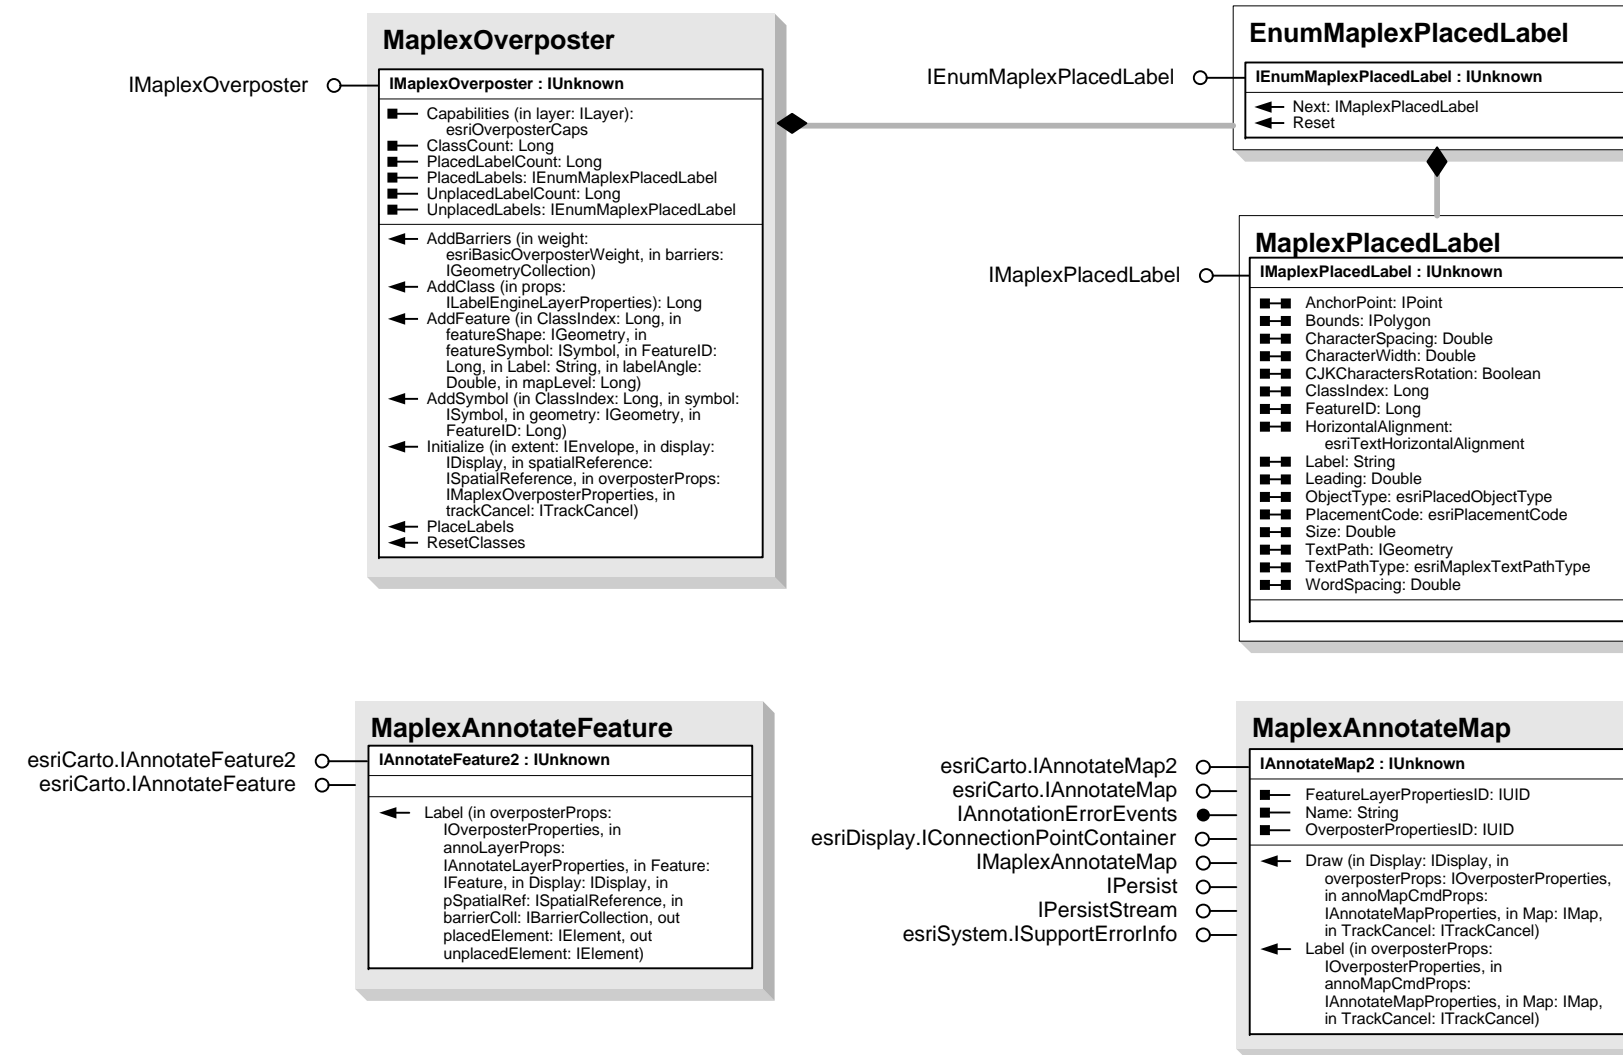 MaplexOverposter
IMaplexOverposter
IMaplexOverposter : IUnknown
Capabilities (in layer: ILayer):
esriOverposterCaps
ClassCount: Long
PlacedLabelCount: Long
PlacedLabels: IEnumMaplexPlacedLabel
UnplacedLabelCount: Long
UnplacedLabels: IEnumMaplexPlacedLabel
AddBarriers (in weight:
esriBasicOverposterWeight, in barriers:
IGeometryCollection)
AddClass (in props:
ILabelEngineLayerProperties): Long
AddFeature (in ClassIndex: Long, in
featureShape: IGeometry, in
featureSymbol: ISymbol, in FeatureID:
Long, in Label: String, in labelAngle:
Double, in mapLevel: Long)
AddSymbol (in ClassIndex: Long, in symbol:
ISymbol, in geometry: IGeometry, in
FeatureID: Long)
Initialize (in extent: IEnvelope, in display:
IDisplay, in spatialReference:
ISpatialReference, in overposterProps:
IMaplexOverposterProperties, in
trackCancel: ITrackCancel)
PlaceLabels
ResetClasses
EnumMaplexPlacedLabel
IEnumMaplexPlacedLabel
IEnumMaplexPlacedLabel : IUnknown
Next: IMaplexPlacedLabel
Reset
MaplexPlacedLabel
IMaplexPlacedLabel
IMaplexPlacedLabel : IUnknown
AnchorPoint: IPoint
Bounds: IPolygon
CharacterSpacing: Double
CharacterWidth: Double
CJKCharactersRotation: Boolean
ClassIndex: Long
FeatureID: Long
HorizontalAlignment:
esriTextHorizontalAlignment
Label: String
Leading: Double
ObjectType: esriPlacedObjectType
PlacementCode: esriPlacementCode
Size: Double
TextPath: IGeometry
TextPathType: esriMaplexTextPathType
WordSpacing: Double
MaplexAnnotateFeature
esriCarto.IAnnotateFeature2
esriCarto.IAnnotateFeature
IAnnotateFeature2 : IUnknown
Label (in overposterProps:
IOverposterProperties, in
annoLayerProps:
IAnnotateLayerProperties, in Feature:
IFeature, in Display: IDisplay, in
pSpatialRef: ISpatialReference, in
barrierColl: IBarrierCollection, out
placedElement: IElement, out
unplacedElement: IElement)
MaplexAnnotateMap
esriCarto.IAnnotateMap2
esriCarto.IAnnotateMap
IAnnotationErrorEvents
esriDisplay.IConnectionPointContainer
IMaplexAnnotateMap
IPersist
IPersistStream
esriSystem.ISupportErrorInfo
IAnnotateMap2 : IUnknown
FeatureLayerPropertiesID: IUID
Name: String
OverposterPropertiesID: IUID
Draw (in Display: IDisplay, in
overposterProps: IOverposterProperties,
in annoMapCmdProps:
IAnnotateMapProperties, in Map: IMap,
in TrackCancel: ITrackCancel)
Label (in overposterProps:
IOverposterProperties, in
annoMapCmdProps:
IAnnotateMapProperties, in Map: IMap,
in TrackCancel: ITrackCancel)